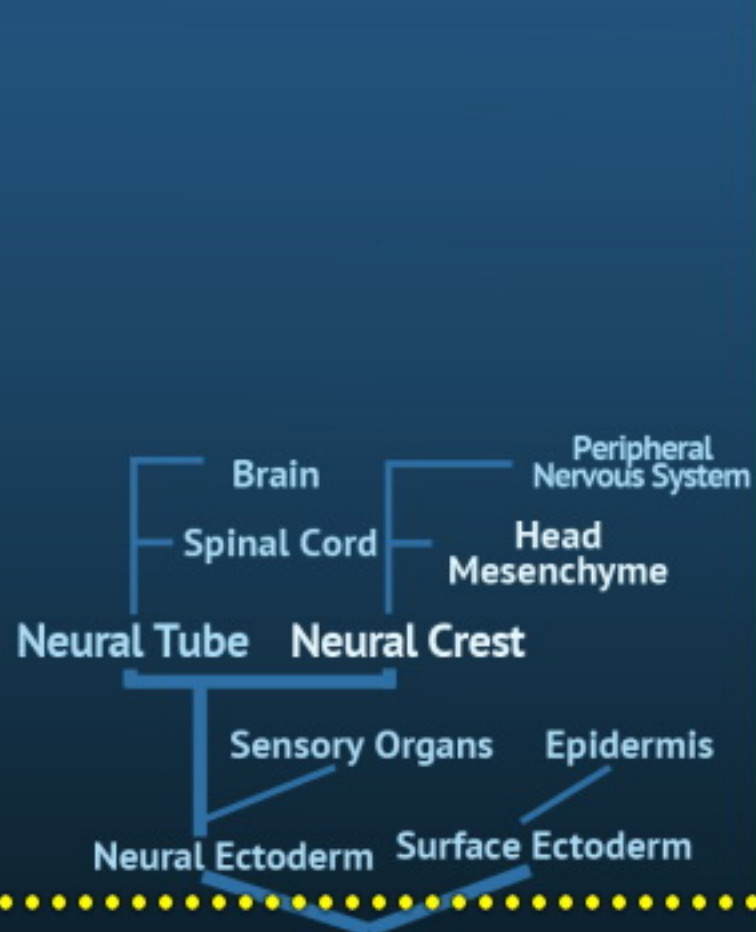 Peripheral
Brain
Nervous System
Head
Spinal Cord
Mesenchyme
Neural Tube
Neural Crest
Sensory Organs
Epidermis
Neural Ectoderm
Surface Ectoderm